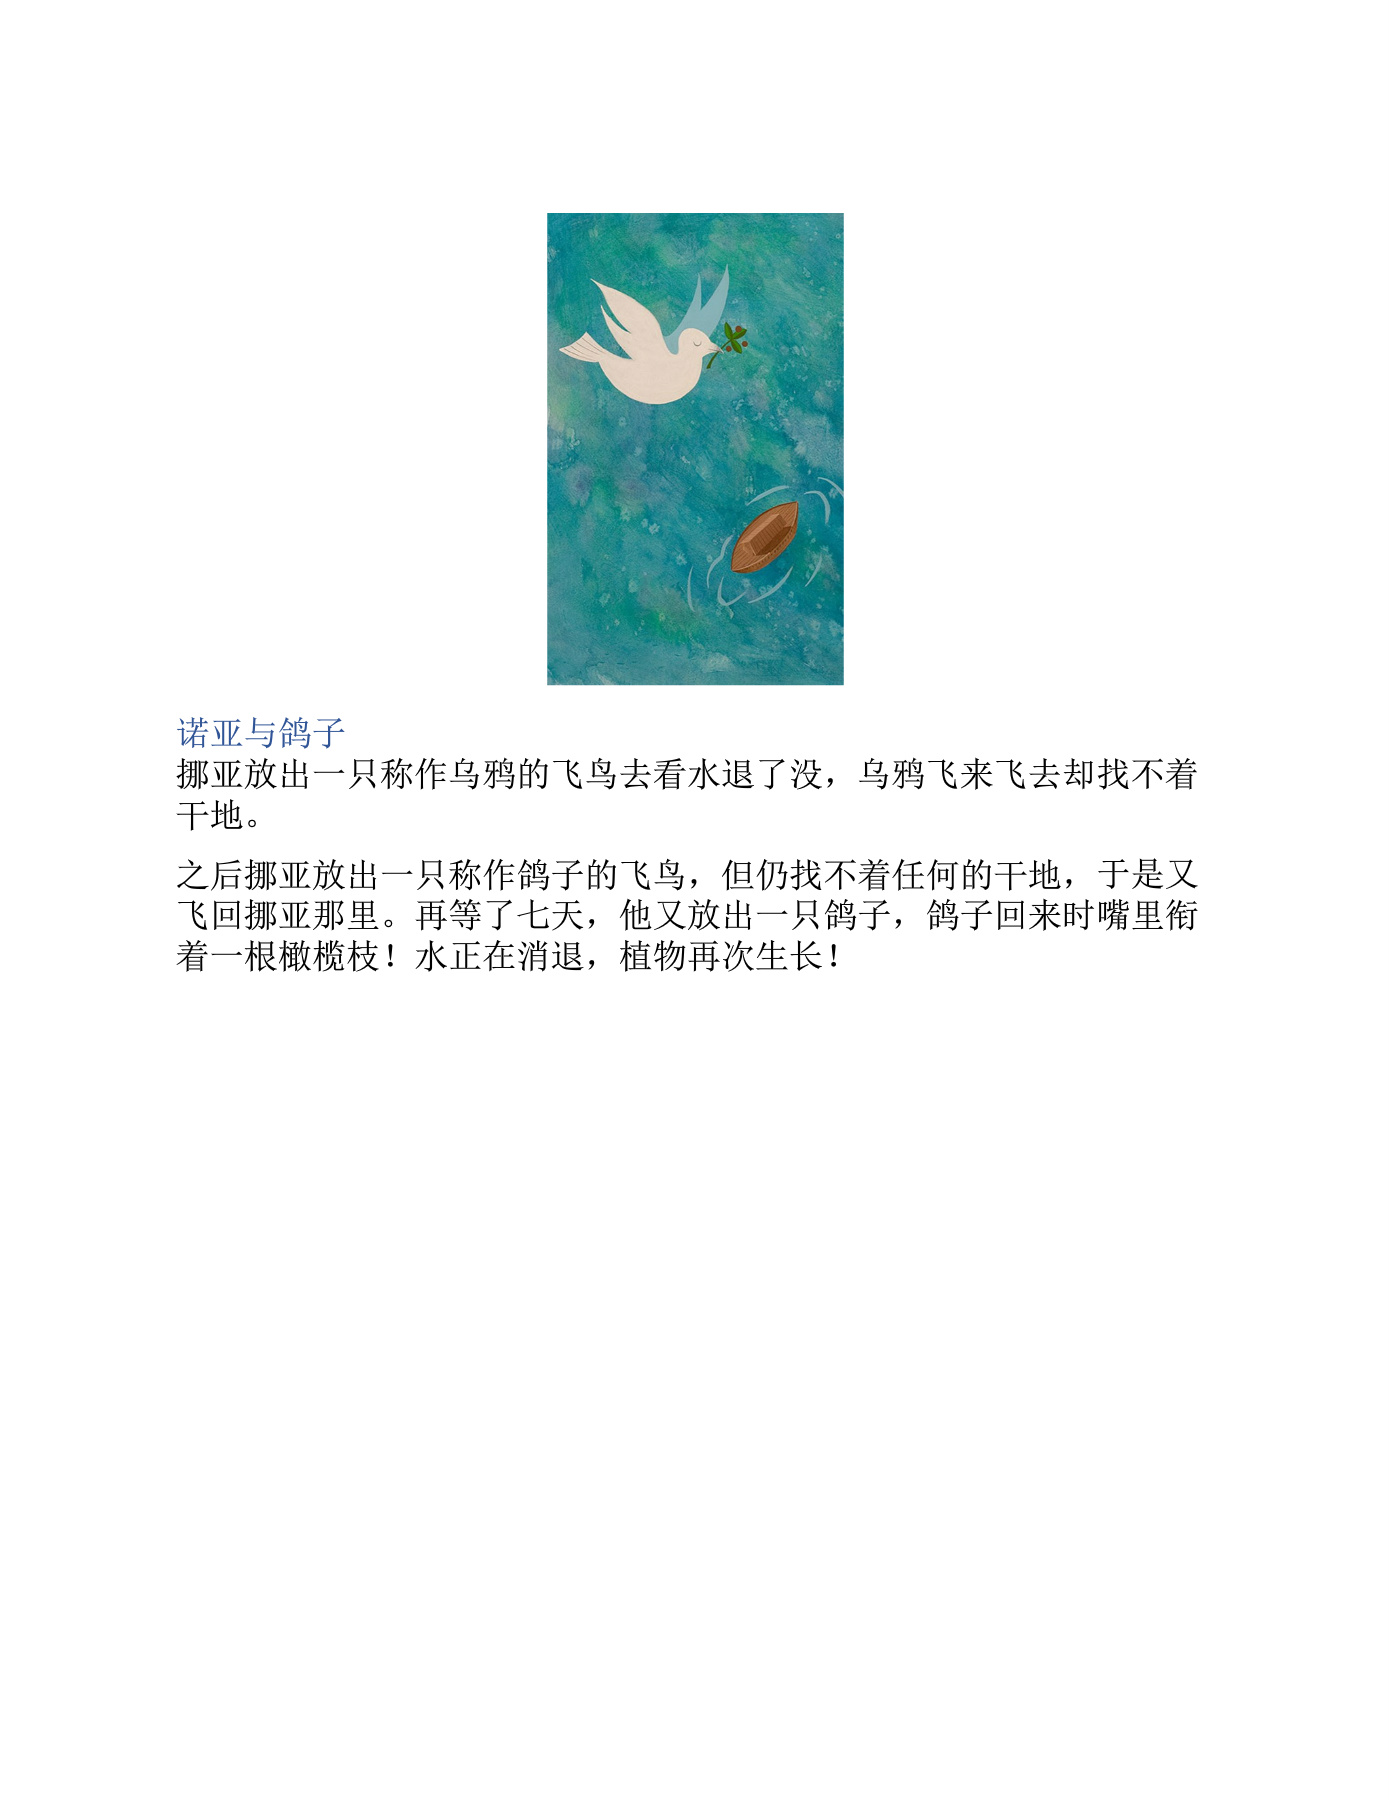 诺亚与鸽子
挪亚放出一只称作乌鸦的飞鸟去看水退了没，乌鸦飞来飞去却找不着
干地。
之后挪亚放出一只称作鸽子的飞鸟，但仍找不着任何的干地，于是又
飞回挪亚那里。再等了七天，他又放出一只鸽子，鸽子回来时嘴里衔
着一根橄榄枝！水正在消退，植物再次生长！